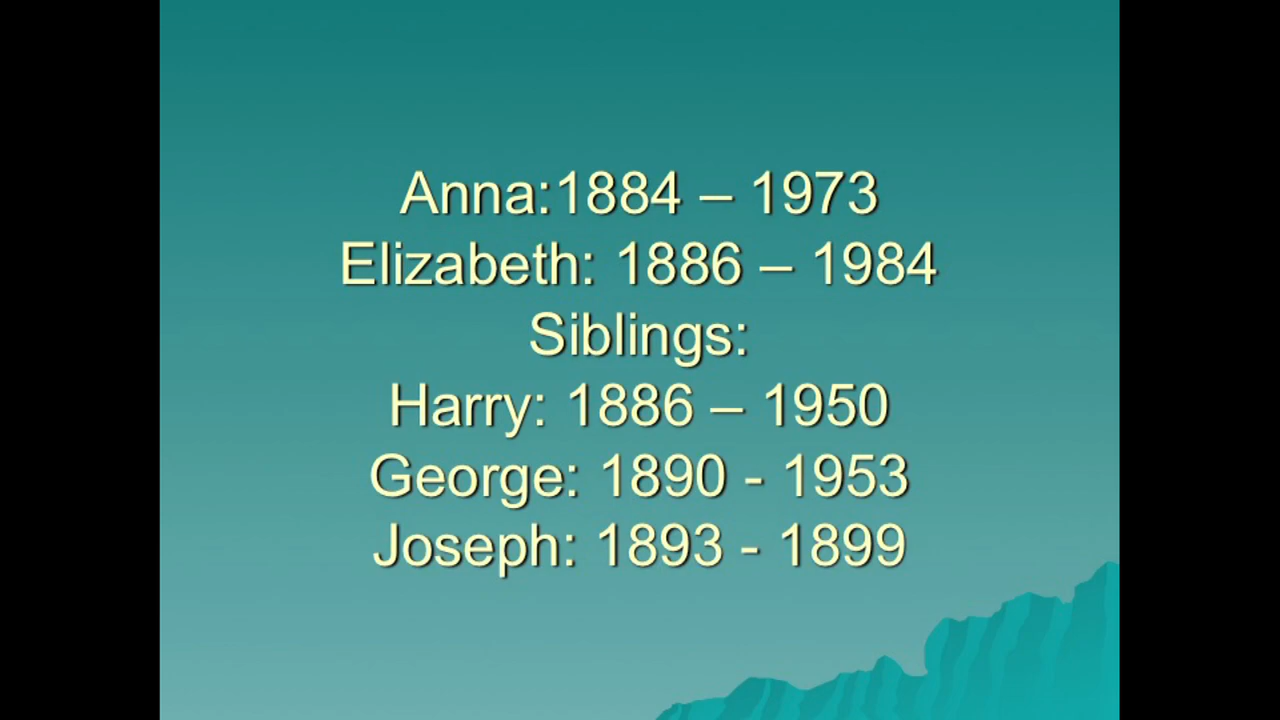 Anna:1884 – 1973
Elizabeth: 1886 – 1984
Siblings:
Harry: 1886 – 1950
George: 1890 - 1953
Joseph: 1893 - 1899